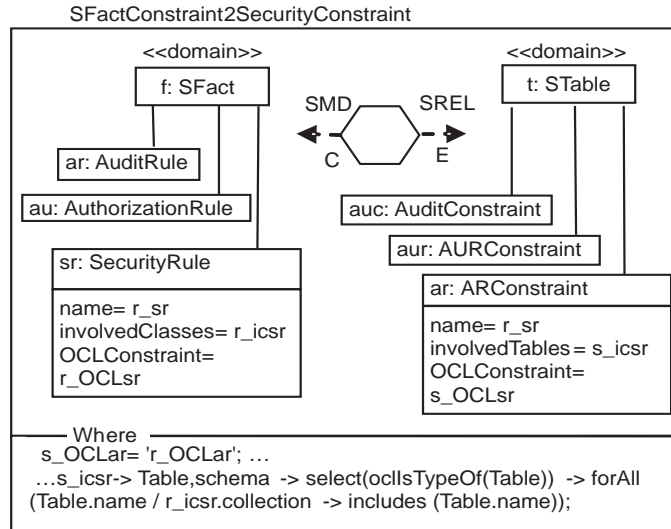 SFactConstraint2SecurityConstraint
<<domain>>
f: SFact
ar: AuditRule
au: AuthorizationRule
sr: SecurityRule
name= r_sr
involvedClasses= r_icsr
OCLConstraint=
r_OCLsr
SMD
SREL
C
E
<<domain>>
t: STable
auc: AuditConstraint
aur: AURConstraint
ar: ARConstraint
name= r_sr
involvedTables= s_icsr
OCLConstraint=
s_OCLsr
Where
s_OCLar= 'r_OCLar'; …
…s_icsr-> Table,schema -> select(oclIsTypeOf(Table)) -> forAll
(Table.name / r_icsr.collection -> includes (Table.name));